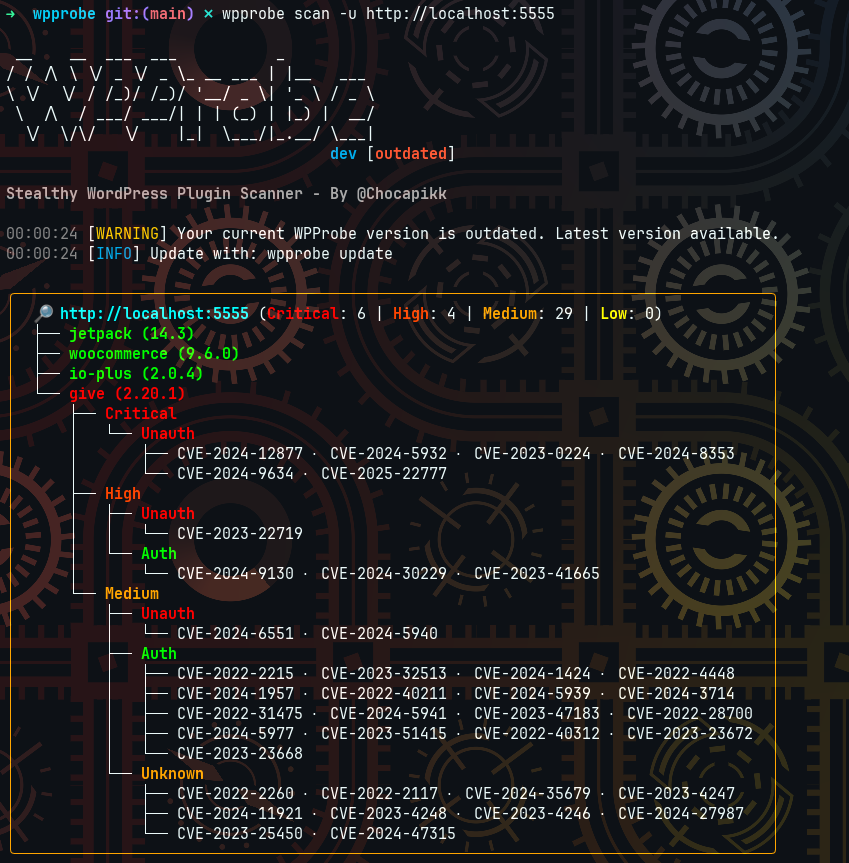 ➜ wpprobe git:(main) ✗ wpprobe scan -u http://localhost:5555
WPProbe
dev [outdated]
Stealthy WordPress Plugin Scanner - By @Chocapikk
00:00:24 [WARNING] Your current WPProbe version is outdated. Latest version available.
00:00:24 [INFO] Update with: wpprobe update
🔎 http://localhost:5555 (Critical: 6 | High: 4 | Medium: 29 | Low: 0)
jetpack (14.3)
woocommerce (9.6.0)
io-plus (2.0.4)
give (2.20.1)
Critical
Unauth
CVE-2024-12877 · CVE-2024-5932 · CVE-2023-0224 · CVE-2024-8353
CVE-2024-9634 · CVE-2025-22777
High
Unauth
CVE-2023-22719
Auth
CVE-2024-9130 · CVE-2024-30229 · CVE-2023-41665
Medium
Unauth
CVE-2024-6551 · CVE-2024-5940
Auth
CVE-2022-2215 · CVE-2023-32513 · CVE-2024-1424 · CVE-2022-4448
CVE-2024-1957 · CVE-2022-40211 · CVE-2024-5939 · CVE-2024-3714
CVE-2022-31475 · CVE-2024-5941 · CVE-2023-47183 · CVE-2022-28700
CVE-2024-5977 · CVE-2023-51415 · CVE-2022-40312 · CVE-2023-23672
CVE-2023-23668
Unknown
CVE-2022-2260 · CVE-2022-2117 · CVE-2024-35679 · CVE-2023-4247
CVE-2024-11921 · CVE-2023-4248 · CVE-2023-4246 · CVE-2024-27987
CVE-2023-25450 · CVE-2024-47315